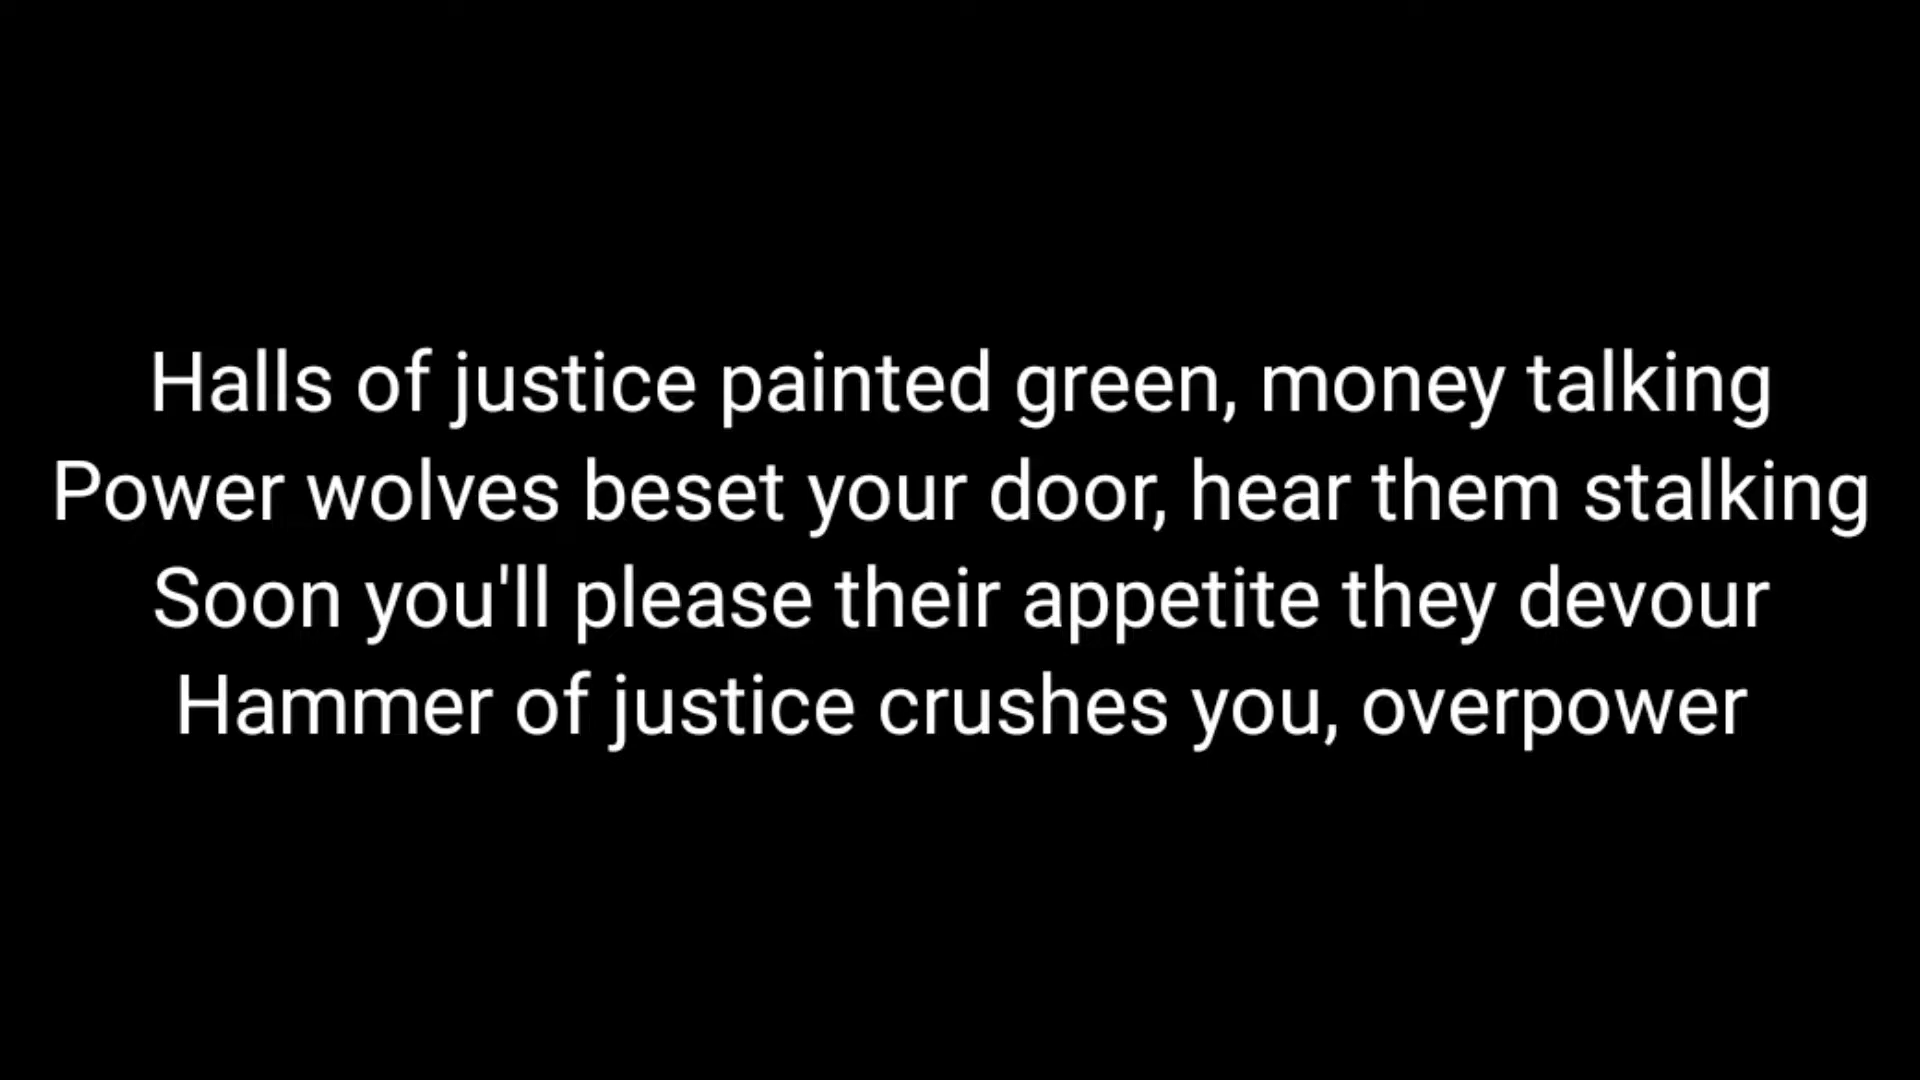 Halls of justice painted green, money talking
Power wolves beset your door, hear them stalking
Soon you'll please their appetite they devour
Hammer of justice crushes you, overpower